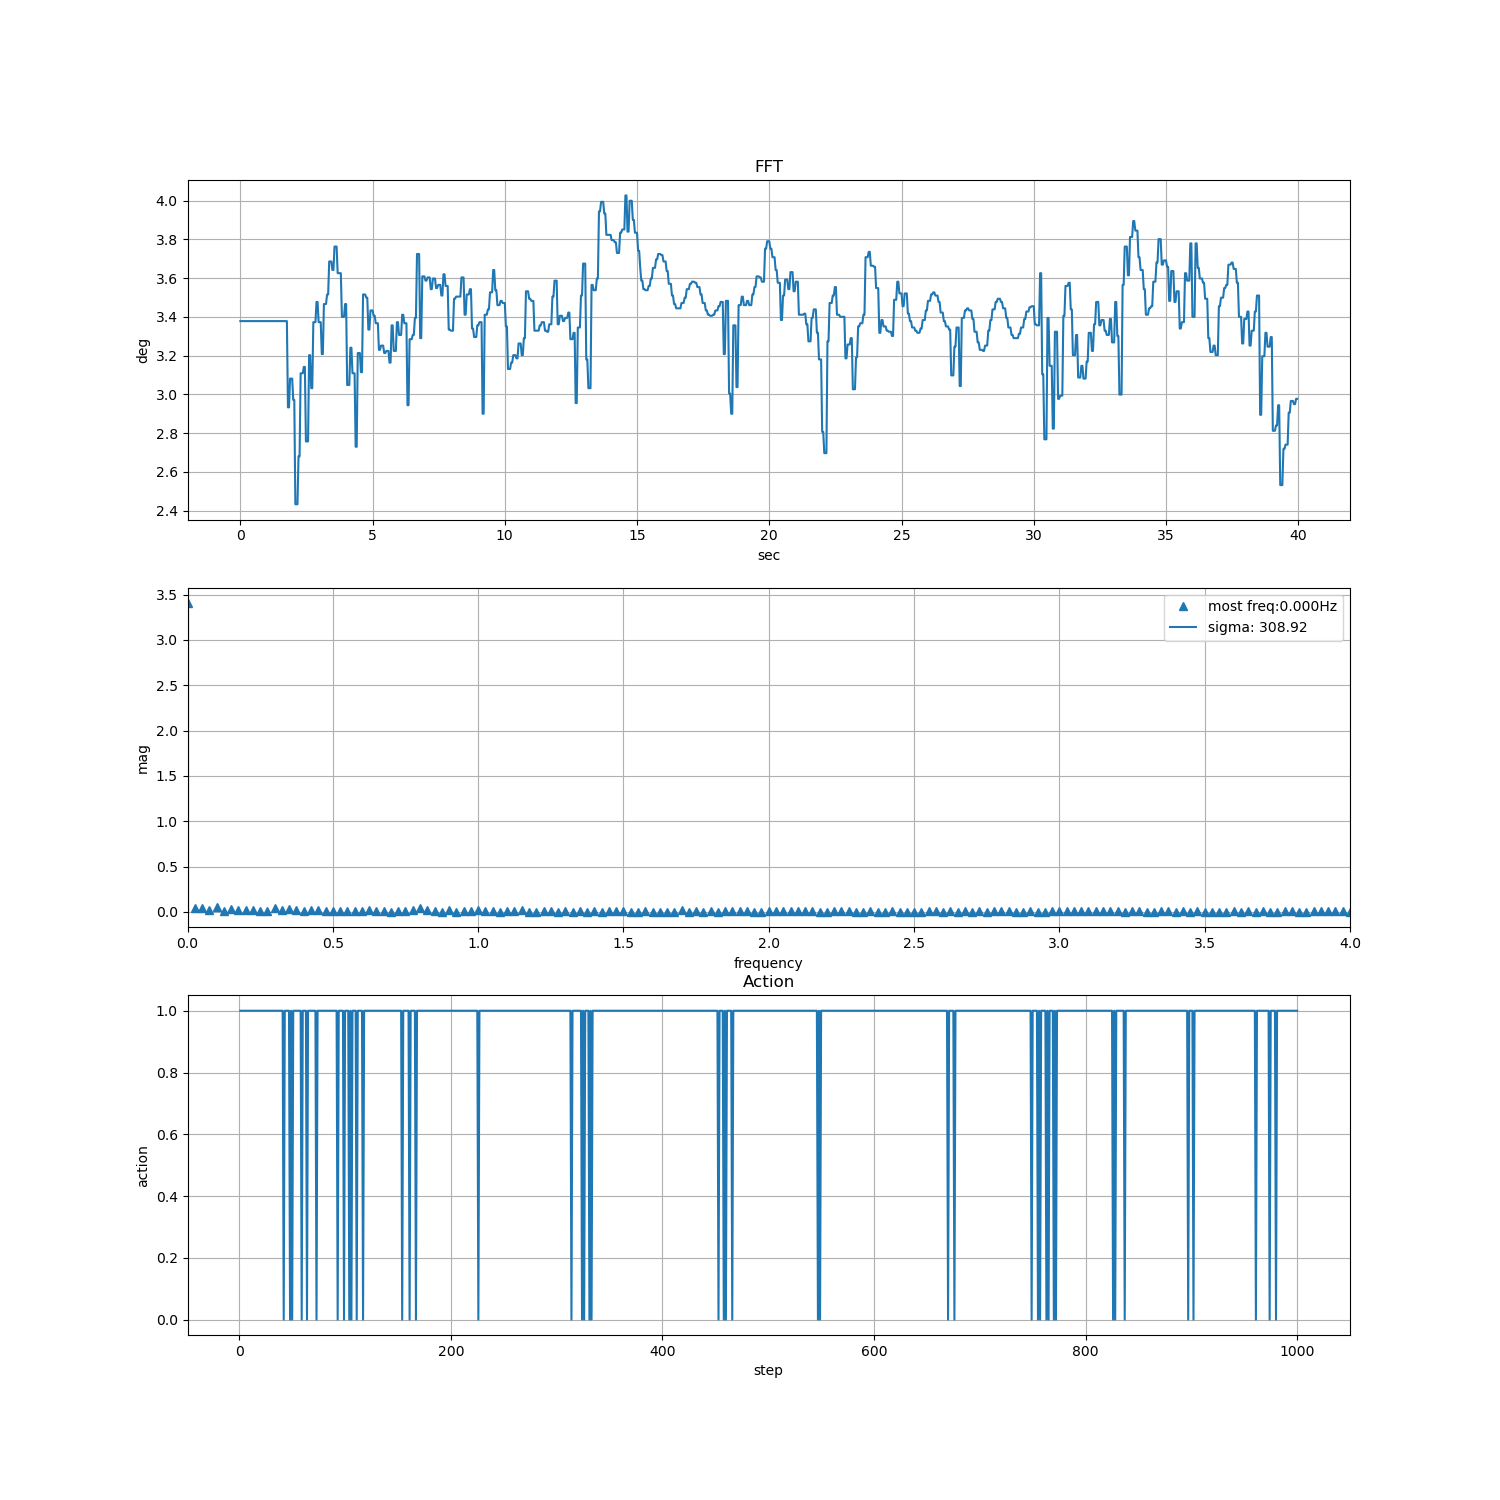 FFT
4.0
3.8
3.6
3.4
3.2
3.0
2.8
2.6
2.4
deg
0 5 10 15 20 25 30 35 40
sec
3.5
3.0
2.5
2.0
1.5
1.0
0.5
0.0
mag
most freq:0.000Hz
sigma: 308.92
0.0 0.5 1.0 1.5 2.0 2.5 3.0 3.5 4.0
frequency
Action
1.0
0.8
0.6
0.4
0.2
0.0
action
0 200 400 600 800 1000
step